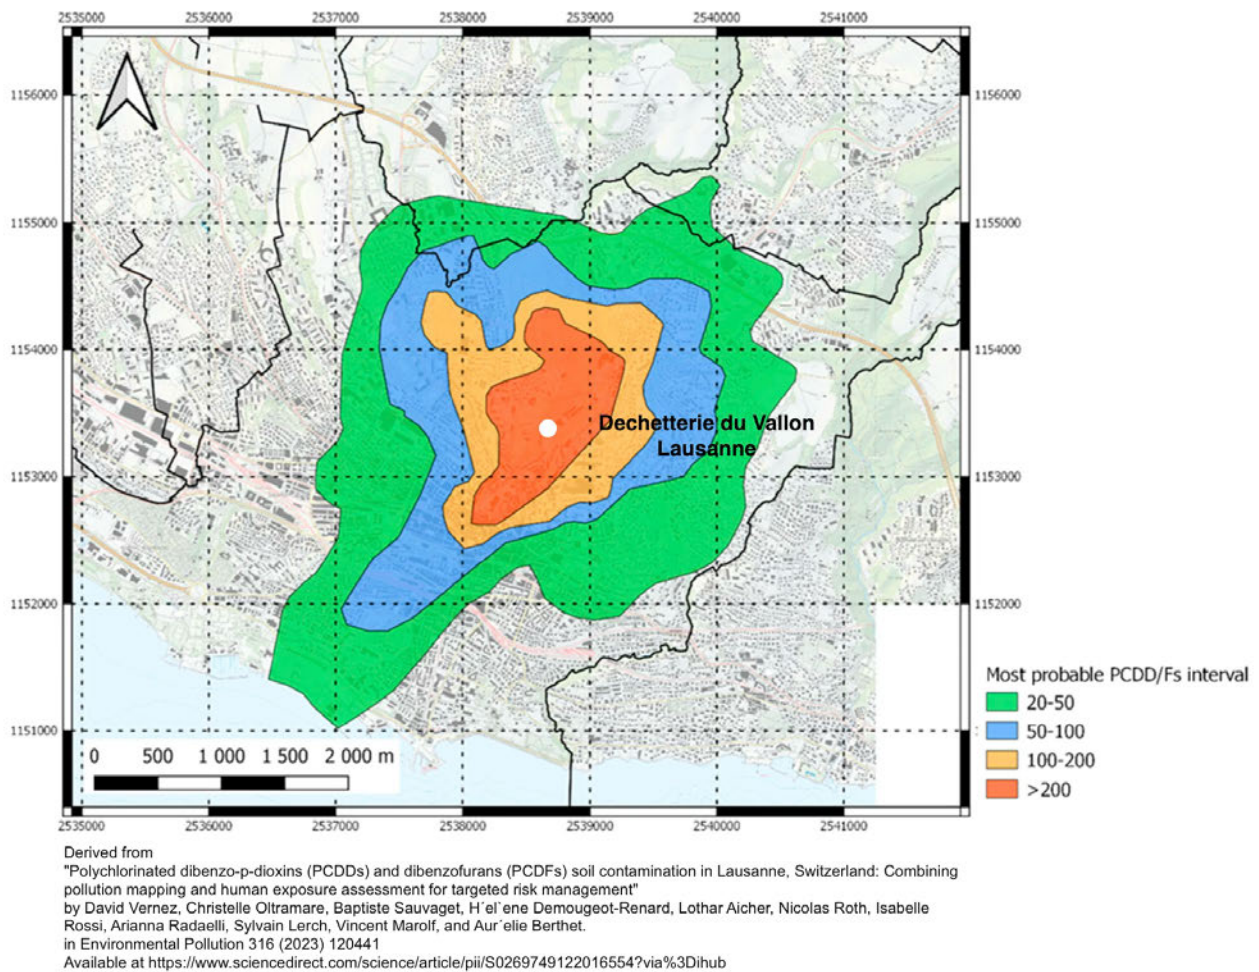 2535000 2536000 2537000 2538000 2539000 2540000 2541000
1156000 1156000
1155000 1155000
1154000 1154000
Dechetterie du Vallon
Lausanne
1153000 1153000
1152000 1152000
Most probable PCDD/Fs interval
20-50
1151000 1151000
50-100
0 500 1 000 1 500 2 000 m
100-200
>200
2535000 2536000 2537000 2538000 2539000 2540000 2541000
Derived from
"Polychlorinated dibenzo-p-dioxins (PCDDs) and dibenzofurans (PCDFs) soil contamination in Lausanne, Switzerland: Combining
pollution mapping and human exposure assessment for targeted risk management"
by David Vernez, Christelle Oltramare, Baptiste Sauvaget, H´el`ene Demougeot-Renard, Lothar Aicher, Nicolas Roth, Isabelle
Rossi, Arianna Radaelli, Sylvain Lerch, Vincent Marolf, and Aur´elie Berthet.
in Environmental Pollution 316 (2023) 120441
Available at https://www.sciencedirect.com/science/article/pii/S0269749122016554?via%3Dihub